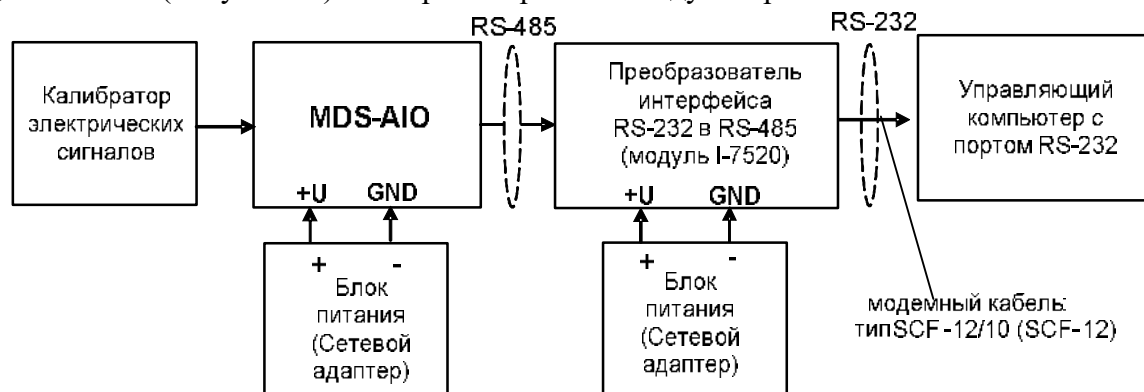 RS-485
RS-232
Калибратор
электрических
сигналов
MDS-AIO
+U GND
Преобразователь
интерфейса
RS-232 в RS-485
(модуль I-7520)
+U GND
Управляющий
компьютер с
портом RS-232
+ -
Блок
питания
(Сетевой
адаптер)
+ -
Блок
питания
(Сетевой
адаптер)
модемный кабель:
типSCF-12/10 (SCF-12)